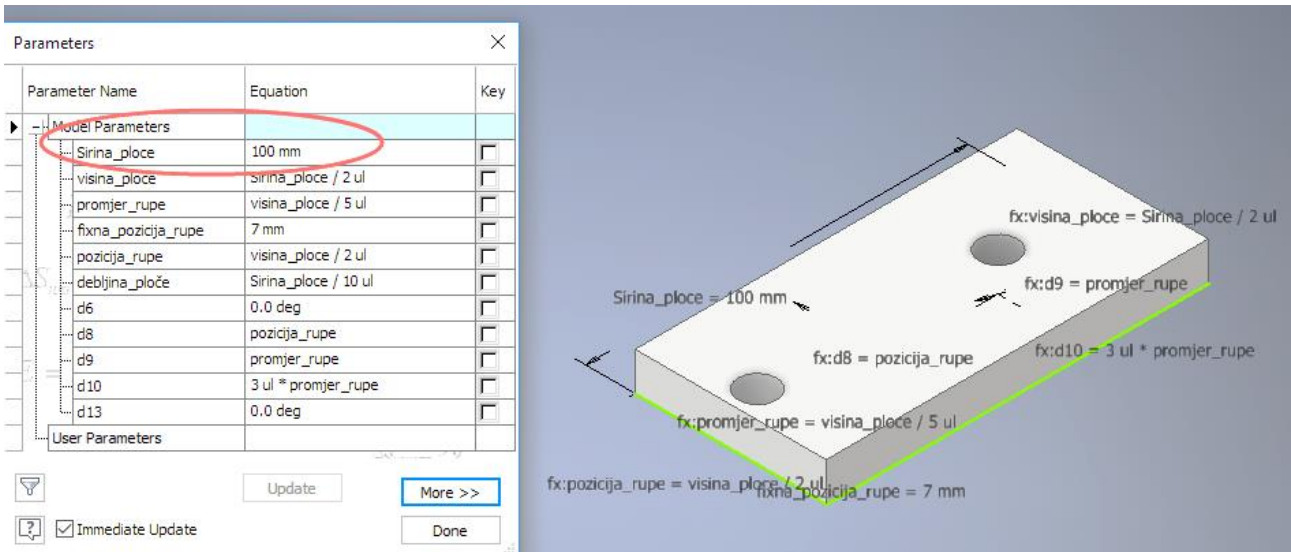 Parameters
Parameter Name Equation Key
Model Parameters
Sirina_ploce 100 mm
visina_ploce Sirina_ploce / 2 ul
promjer_rupe visina_ploce / 5 ul
fixna_pozicija_rupe 7 mm
pozicija_rupe visina_ploce / 2 ul
debljina_ploče Sirina_ploce / 10 ul
d6 0.0 deg
d8 pozicija_rupe
d9 promjer_rupe
d10 3 ul * promjer_rupe
d13 0.0 deg
User Parameters
Update
More >>
Immediate Update
Done
fx:visina_ploce = Sirina_ploce / 2 ul
fx:d9 = promjer_rupe
Sirina_ploce = 100 mm
fx:d10 = 3 ul * promjer_rupe
fx:d8 = pozicija_rupe
fx:promjer_rupe = visina_ploce / 5 ul
fx:pozicija_rupe = visina_ploce / 2 ul
fixna_pozicija_rupe = 7 mm